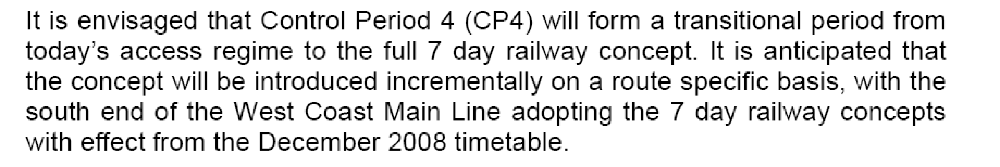 It is envisaged that Control Period 4 (CP4) will form a transitional period from
today’s access regime to the full 7 day railway concept. It is anticipated that
the concept will be introduced incrementally on a route specific basis, with the
south end of the West Coast Main Line adopting the 7 day railway concepts
with effect from the December 2008 timetable.